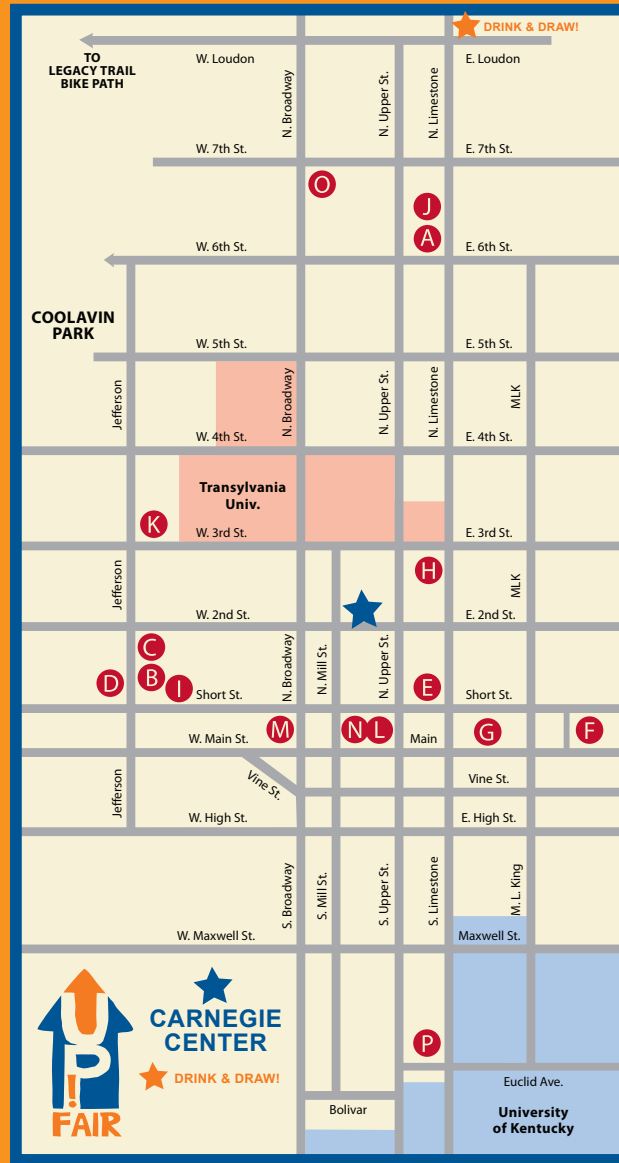 DRINK & DRAW!
TO
LEGACY TRAIL
BIKE PATH
W. Loudon
E. Loudon
N. Broadway
N. Upper St.
N. Limestone
W. 7th St.
E. 7th St.
O
J
A
W. 6th St.
E. 6th St.
COOLAVIN
PARK
W. 5th St.
E. 5th St.
Jefferson
N. Broadway
N. Upper St.
N. Limestone
MLK
W. 4th St.
E. 4th St.
Transylvania
Univ.
K
W. 3rd St.
E. 3rd St.
H
Jefferson
MLK
W. 2nd St.
E. 2nd St.
C
B
D
I
N. Broadway
N. Mill St.
N. Upper St.
E
Short St.
Short St.
M
N
L
G
F
W. Main St.
Main
Jefferson
Vine St.
Vine St.
W. High St.
E. High St.
S. Broadway
S. Mill St.
S. Upper St.
S. Limestone
M. L. King
W. Maxwell St.
Maxwell St.
UP!
FAIR
CARNEGIE
CENTER
DRINK & DRAW!
P
Euclid Ave.
Bolivar
University
of Kentucky